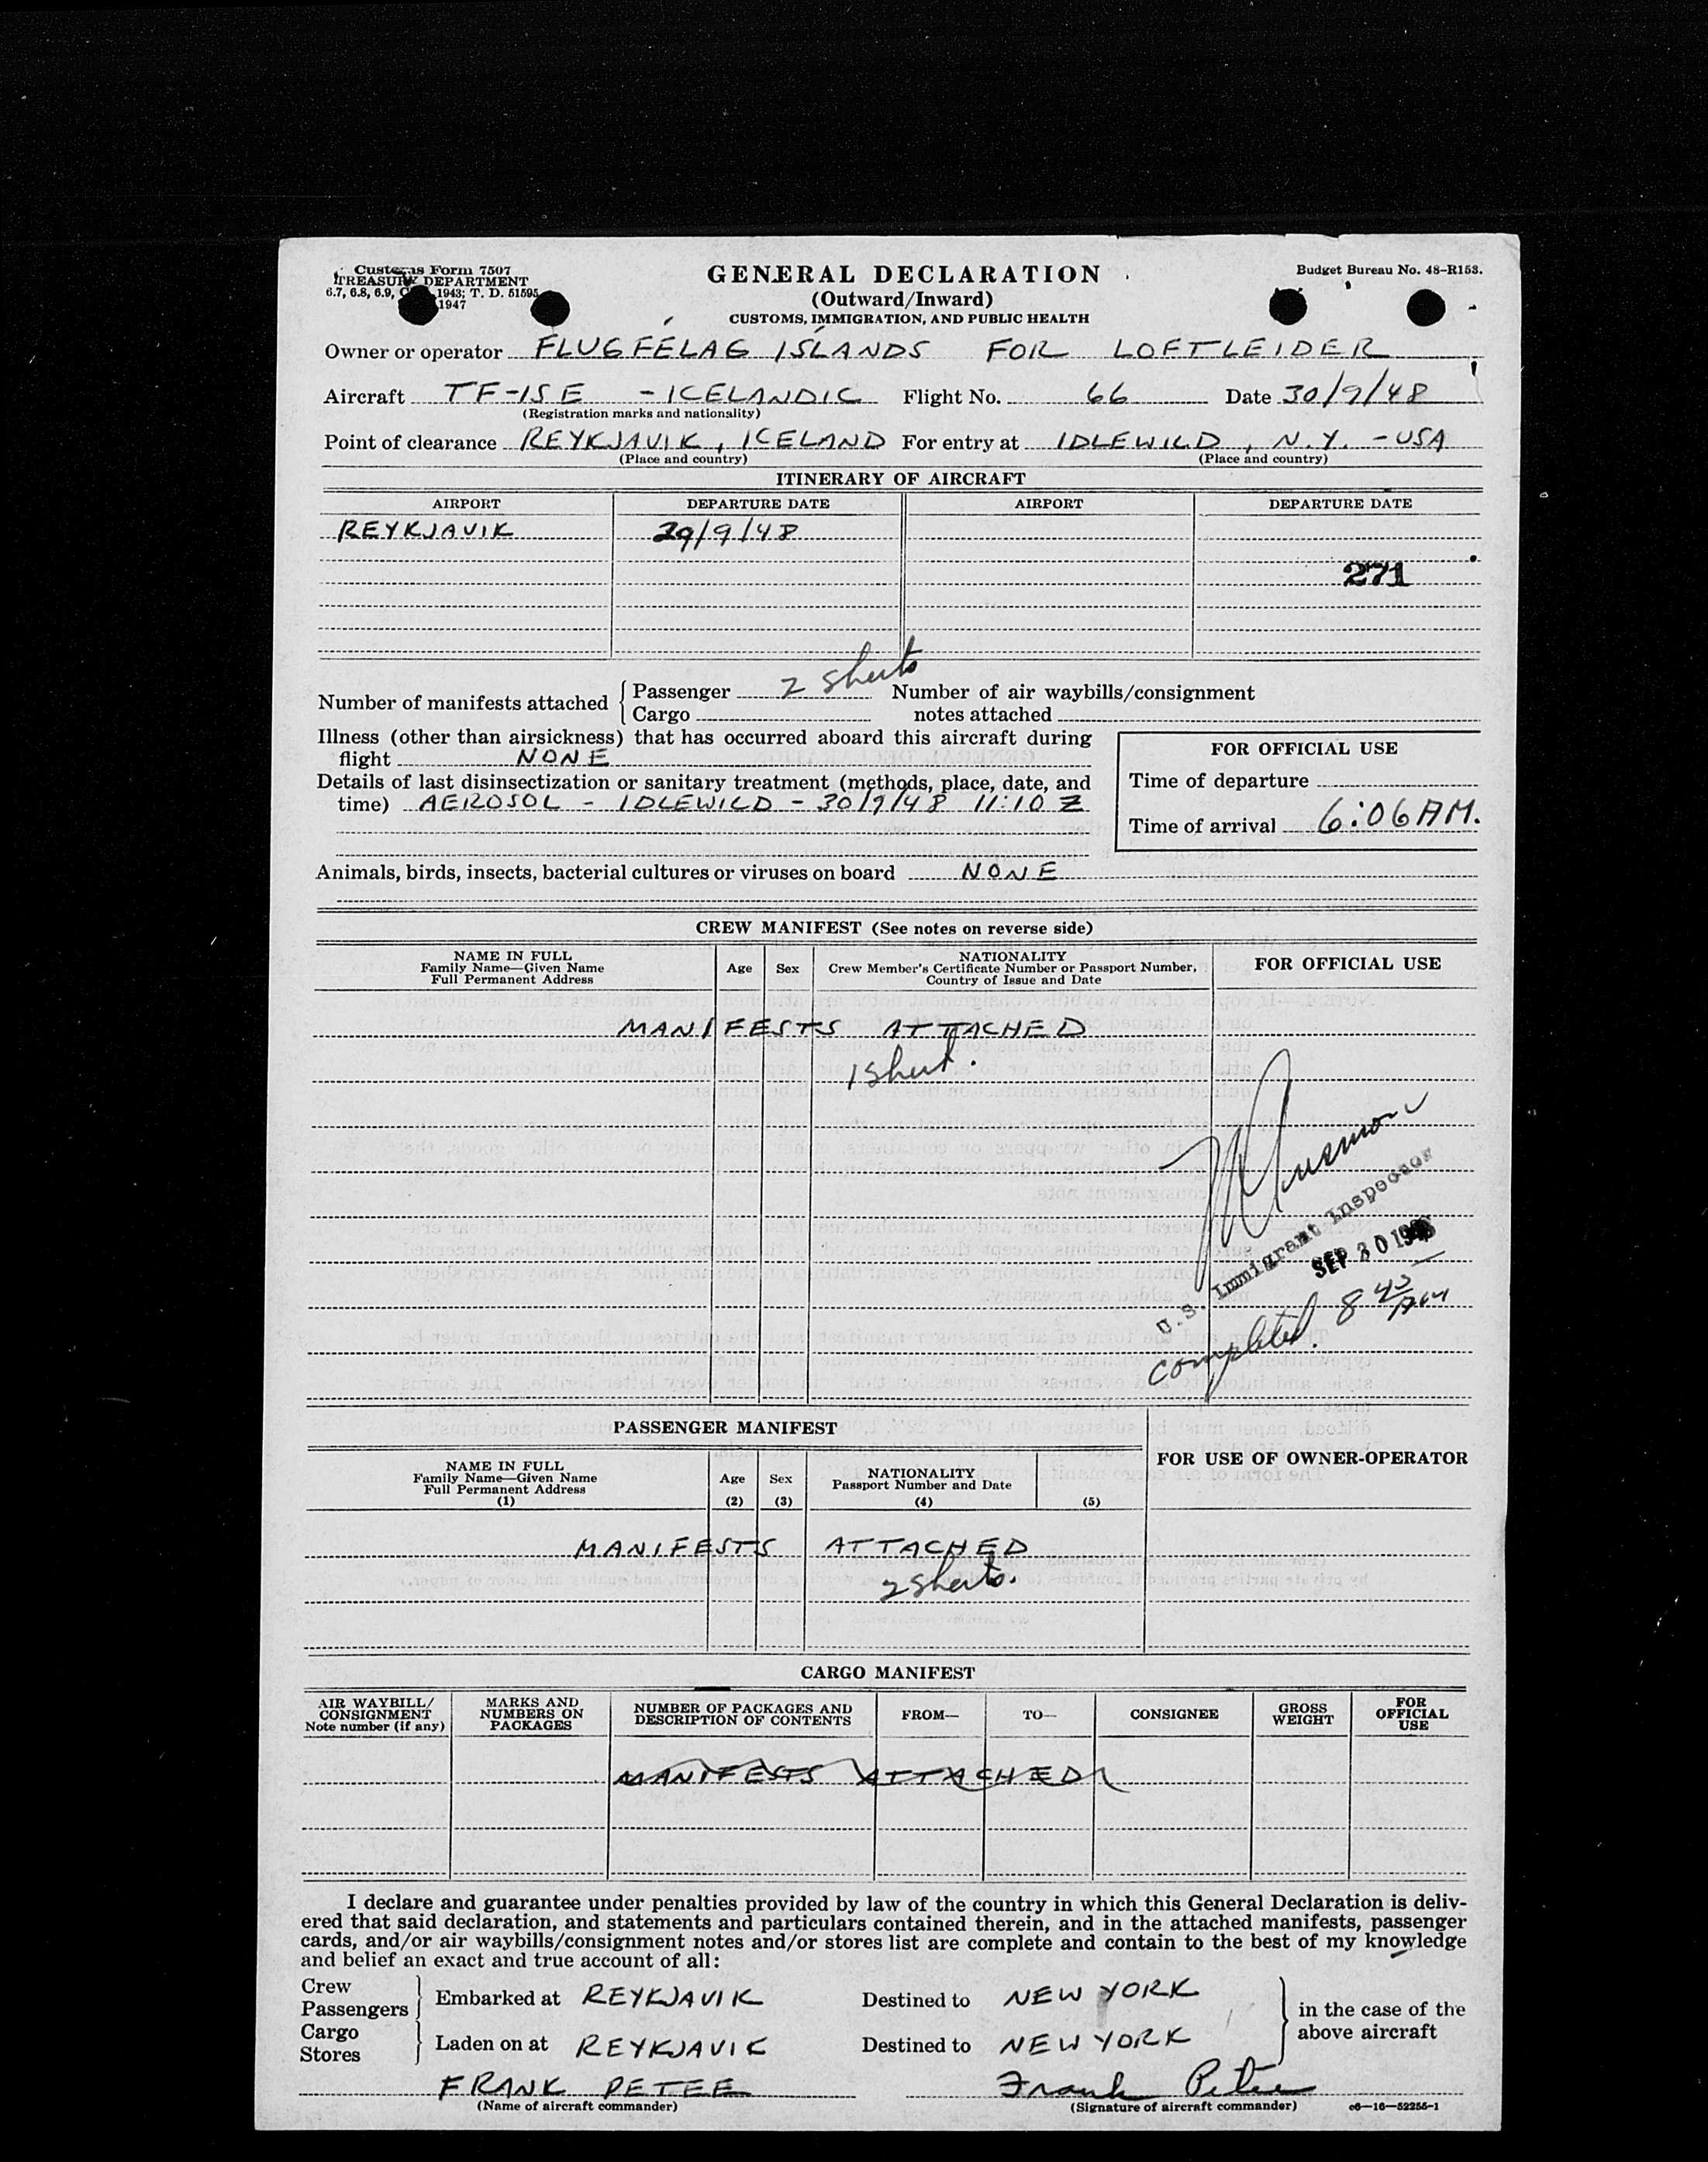 Customs Form 7507
TREASURY DEPARTMENT
6.7, 6.8, 6.9, 1943; T. D. 51595
1947
GENERAL DECLARATION
(Outward/Inward)
CUSTOMS, IMMIGRATION, AND PUBLIC HEALTH
Budget Bureau No. 48-R153.
Owner or operator FLUGFÉLAG ISLANDS FOR LOFTLEIDER
Aircraft TF-ISE - ICELANDIC Flight No. 66 Date 30/9/48
(Registration marks and nationality)
Point of clearance REYKJAVIK, ICELAND For entry at IDLEWILD, N.Y. - USA
(Place and country) (Place and country)
ITINERARY OF AIRCRAFT
AIRPORT DEPARTURE DATE AIRPORT DEPARTURE DATE
REYKJAVIK 29/9/48
271
Number of manifests attached { Passenger 2 sheets Number of air waybills/consignment
Cargo notes attached
Illness (other than airsickness) that has occurred aboard this aircraft during
flight NONE
Details of last disinsectization or sanitary treatment (methods, place, date, and
time) AEROSOL - IDLEWILD - 30/9/48 11:10 Z
FOR OFFICIAL USE
Time of departure
Time of arrival 6:06 AM.
Animals, birds, insects, bacterial cultures or viruses on board NONE
CREW MANIFEST (See notes on reverse side)
NAME IN FULL
Family Name—Given Name
Full Permanent Address
Age
Sex
NATIONALITY
Crew Member's Certificate Number or Passport Number,
Country of Issue and Date
FOR OFFICIAL USE
MANIFESTS ATTACHED
1 sheet.
U.S. Immigrant Inspector
SEP 30 1948
completed. 8 45 AM
PASSENGER MANIFEST
NAME IN FULL
Family Name—Given Name
Full Permanent Address
(1)
Age
(2)
Sex
(3)
NATIONALITY
Passport Number and Date
(4)
(5)
FOR USE OF OWNER-OPERATOR
MANIFESTS ATTACHED
2 sheets.
CARGO MANIFEST
AIR WAYBILL/
CONSIGNMENT
Note number (if any)
MARKS AND
NUMBERS ON
PACKAGES
NUMBER OF PACKAGES AND
DESCRIPTION OF CONTENTS
FROM—
TO—
CONSIGNEE
GROSS
WEIGHT
FOR
OFFICIAL
USE
MANIFESTS ATTACHED
I declare and guarantee under penalties provided by law of the country in which this General Declaration is deliv-
ered that said declaration, and statements and particulars contained therein, and in the attached manifests, passenger
cards, and/or air waybills/consignment notes and/or stores list are complete and contain to the best of my knowledge
and belief an exact and true account of all:
Crew
Passengers } Embarked at REYKJAVIK Destined to NEW YORK
Cargo
Stores } Laden on at REYKJAVIK Destined to NEW YORK
in the case of the
above aircraft
FRANK PETEE Frank Petee
(Name of aircraft commander) (Signature of aircraft commander) c6—16—52255-1